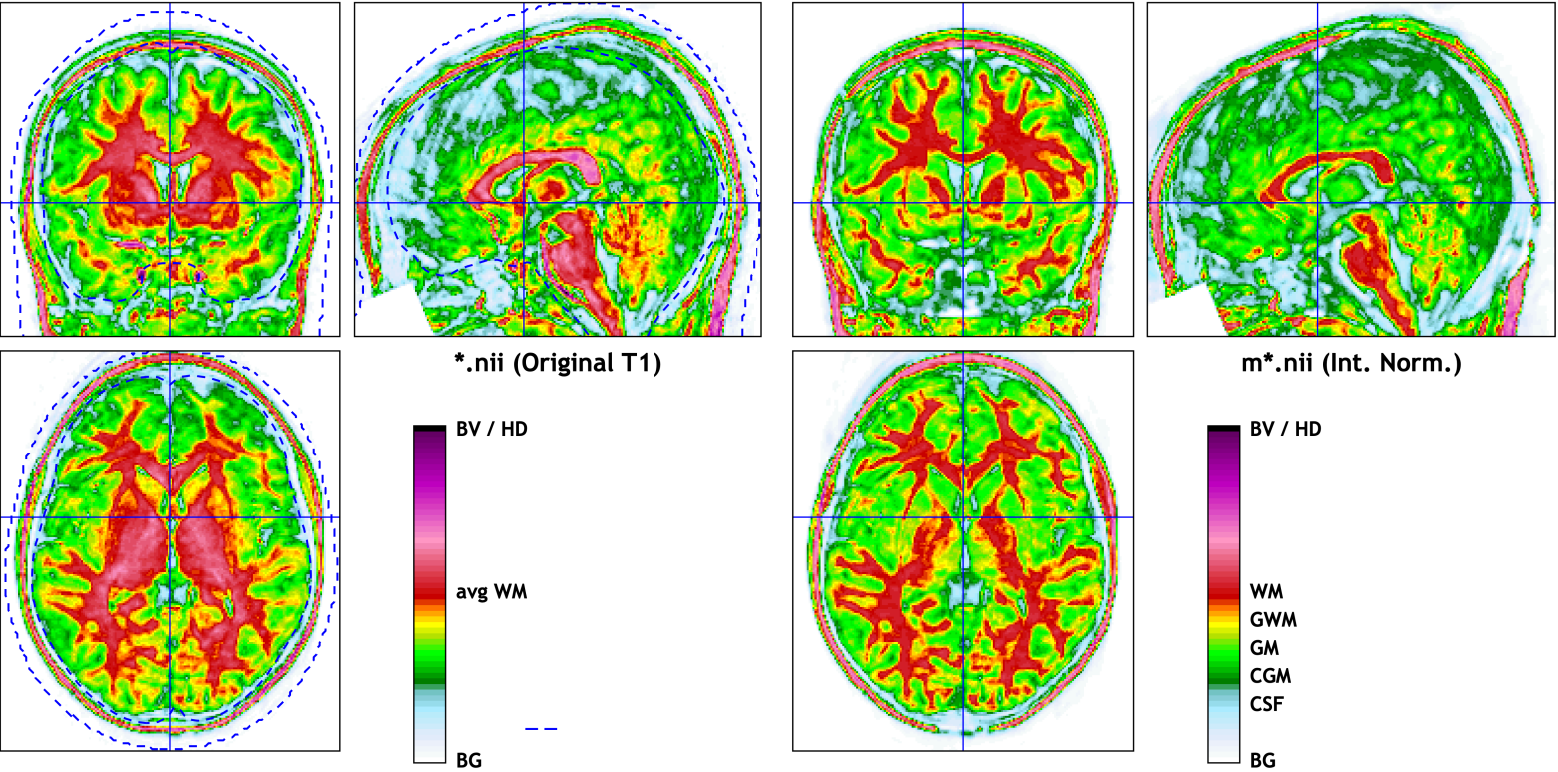 *.nii (Original T1)
BV / HD
avg WM
BG
m*.nii (Int. Norm.)
BV / HD
WM
GWM
GM
CGM
CSF
BG